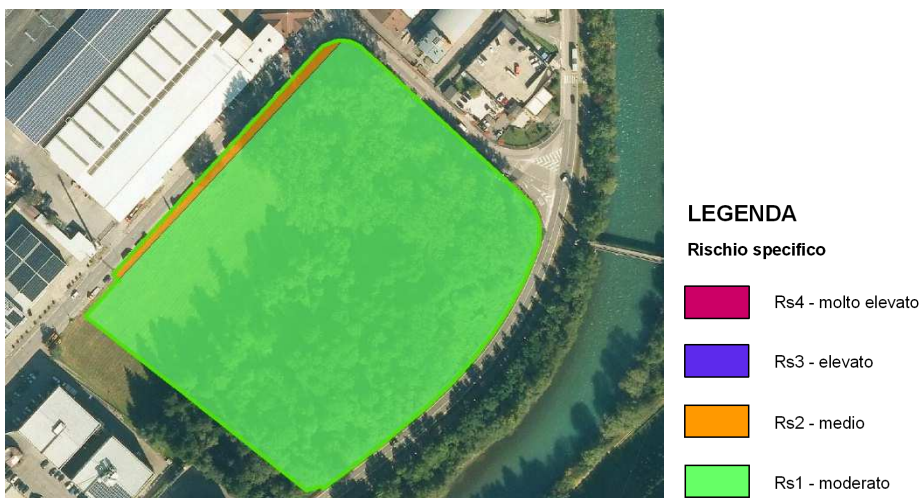 LEGENDA
Rischio specifico
Rs4 - molto elevato
Rs3 - elevato
Rs2 - medio
Rs1 - moderato